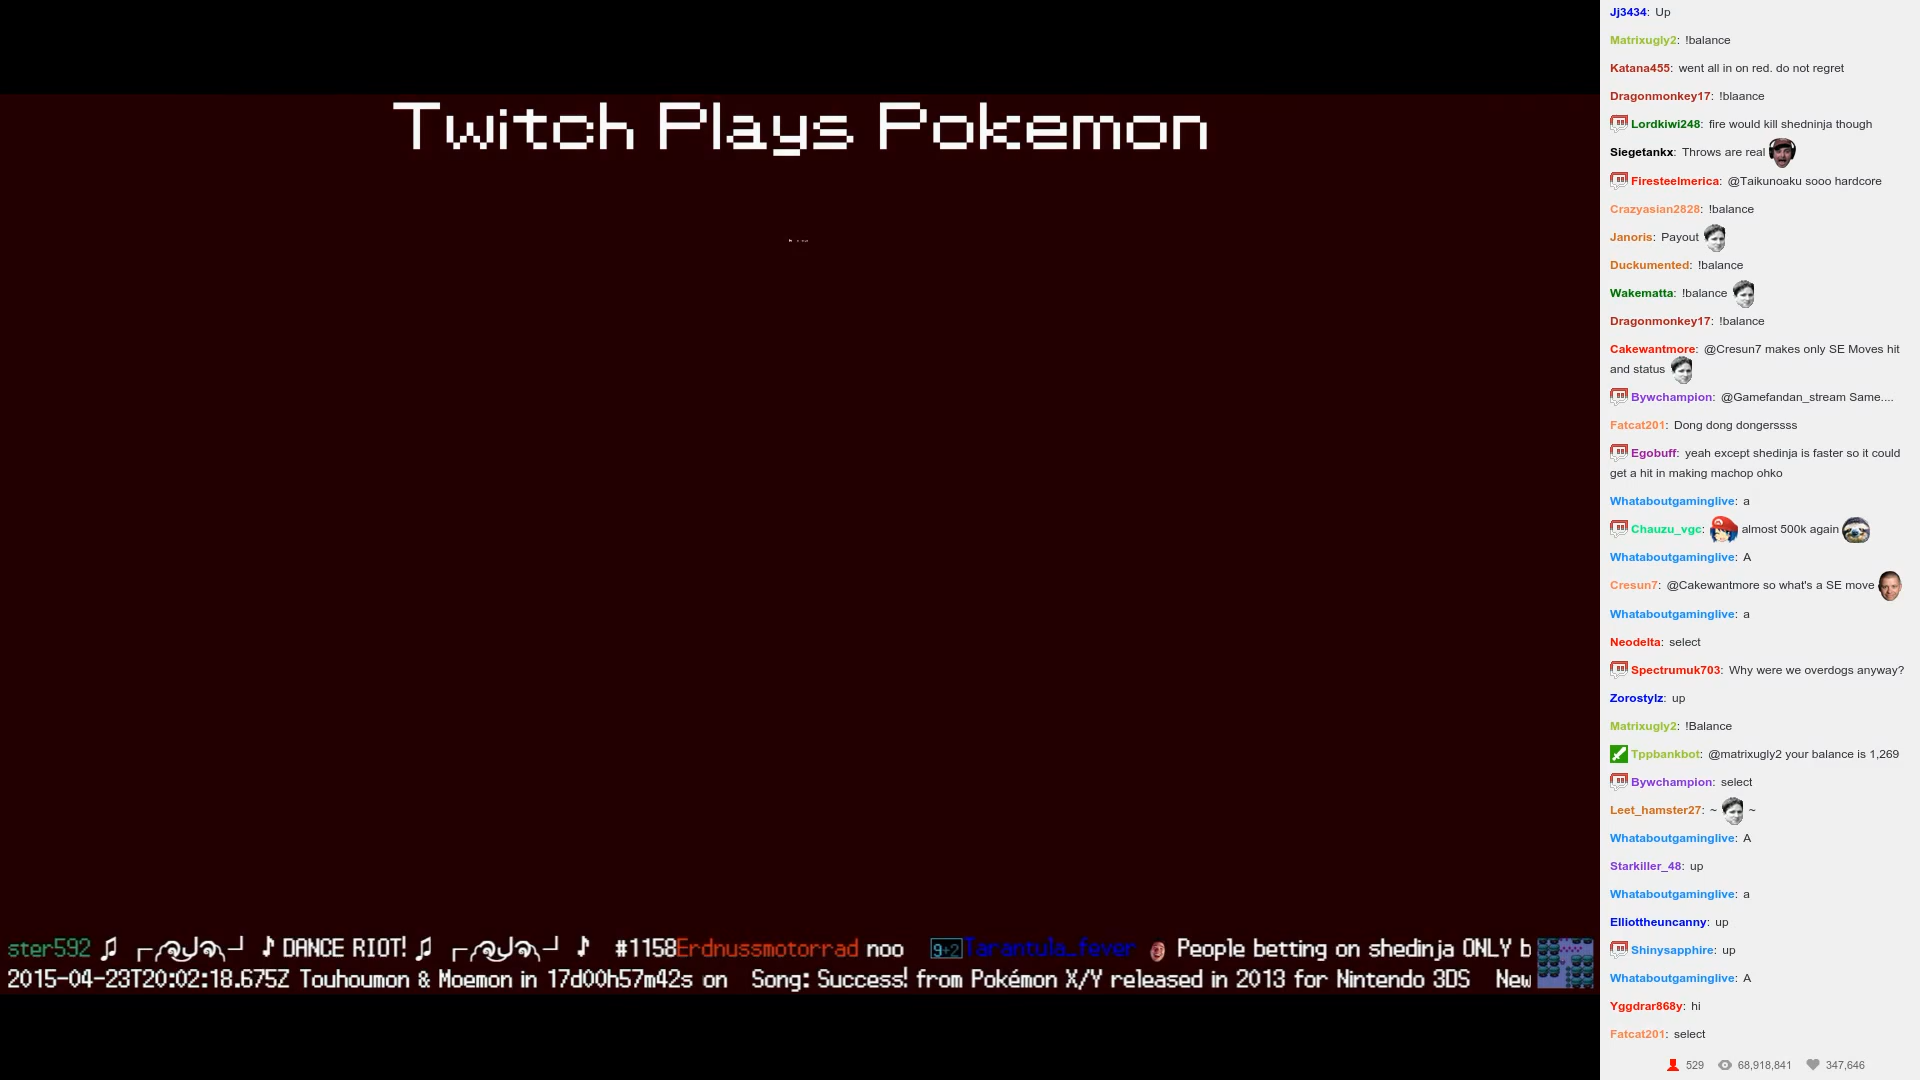 Twitch Plays Pokemon
ster592 ♫ ┌༼ຈل͜ຈ༽┘ ♪ DANCE RIOT! ♫ ┌༼ຈل͜ຈ༽┘ ♪ #1158Erdnussmotorrad noo 9+2Tarantula_fever People betting on shedinja ONLY b
2015-04-23T20:02:18.675Z Touhoumon & Moemon in 17d00h57m42s on Song: Success! from Pokémon X/Y released in 2013 for Nintendo 3DS New
Jj3434: Up
Matrixugly2: !balance
Katana455: went all in on red. do not regret
Dragonmonkey17: !blaance
Lordkiwi248: fire would kill shedninja though
Siegetankx: Throws are real
Firesteelmerica: @Taikunoaku sooo hardcore
Crazyasian2828: !balance
Janoris: Payout
Duckumented: !balance
Wakematta: !balance
Dragonmonkey17: !balance
Cakewantmore: @Cresun7 makes only SE Moves hit
and status
Bywchampion: @Gamefandan_stream Same....
Fatcat201: Dong dong dongerssss
Egobuff: yeah except shedinja is faster so it could
get a hit in making machop ohko
Whataboutgaminglive: a
Chauzu_vgc: almost 500k again
Whataboutgaminglive: A
Cresun7: @Cakewantmore so what's a SE move
Whataboutgaminglive: a
Neodelta: select
Spectrumuk703: Why were we overdogs anyway?
Zorostylz: up
Matrixugly2: !Balance
Tppbankbot: @matrixugly2 your balance is 1,269
Bywchampion: select
Leet_hamster27: ~ ~
Whataboutgaminglive: A
Starkiller_48: up
Whataboutgaminglive: a
Elliottheuncanny: up
Shinysapphire: up
Whataboutgaminglive: A
Yggdrar868y: hi
Fatcat201: select
529 68,918,841 347,646